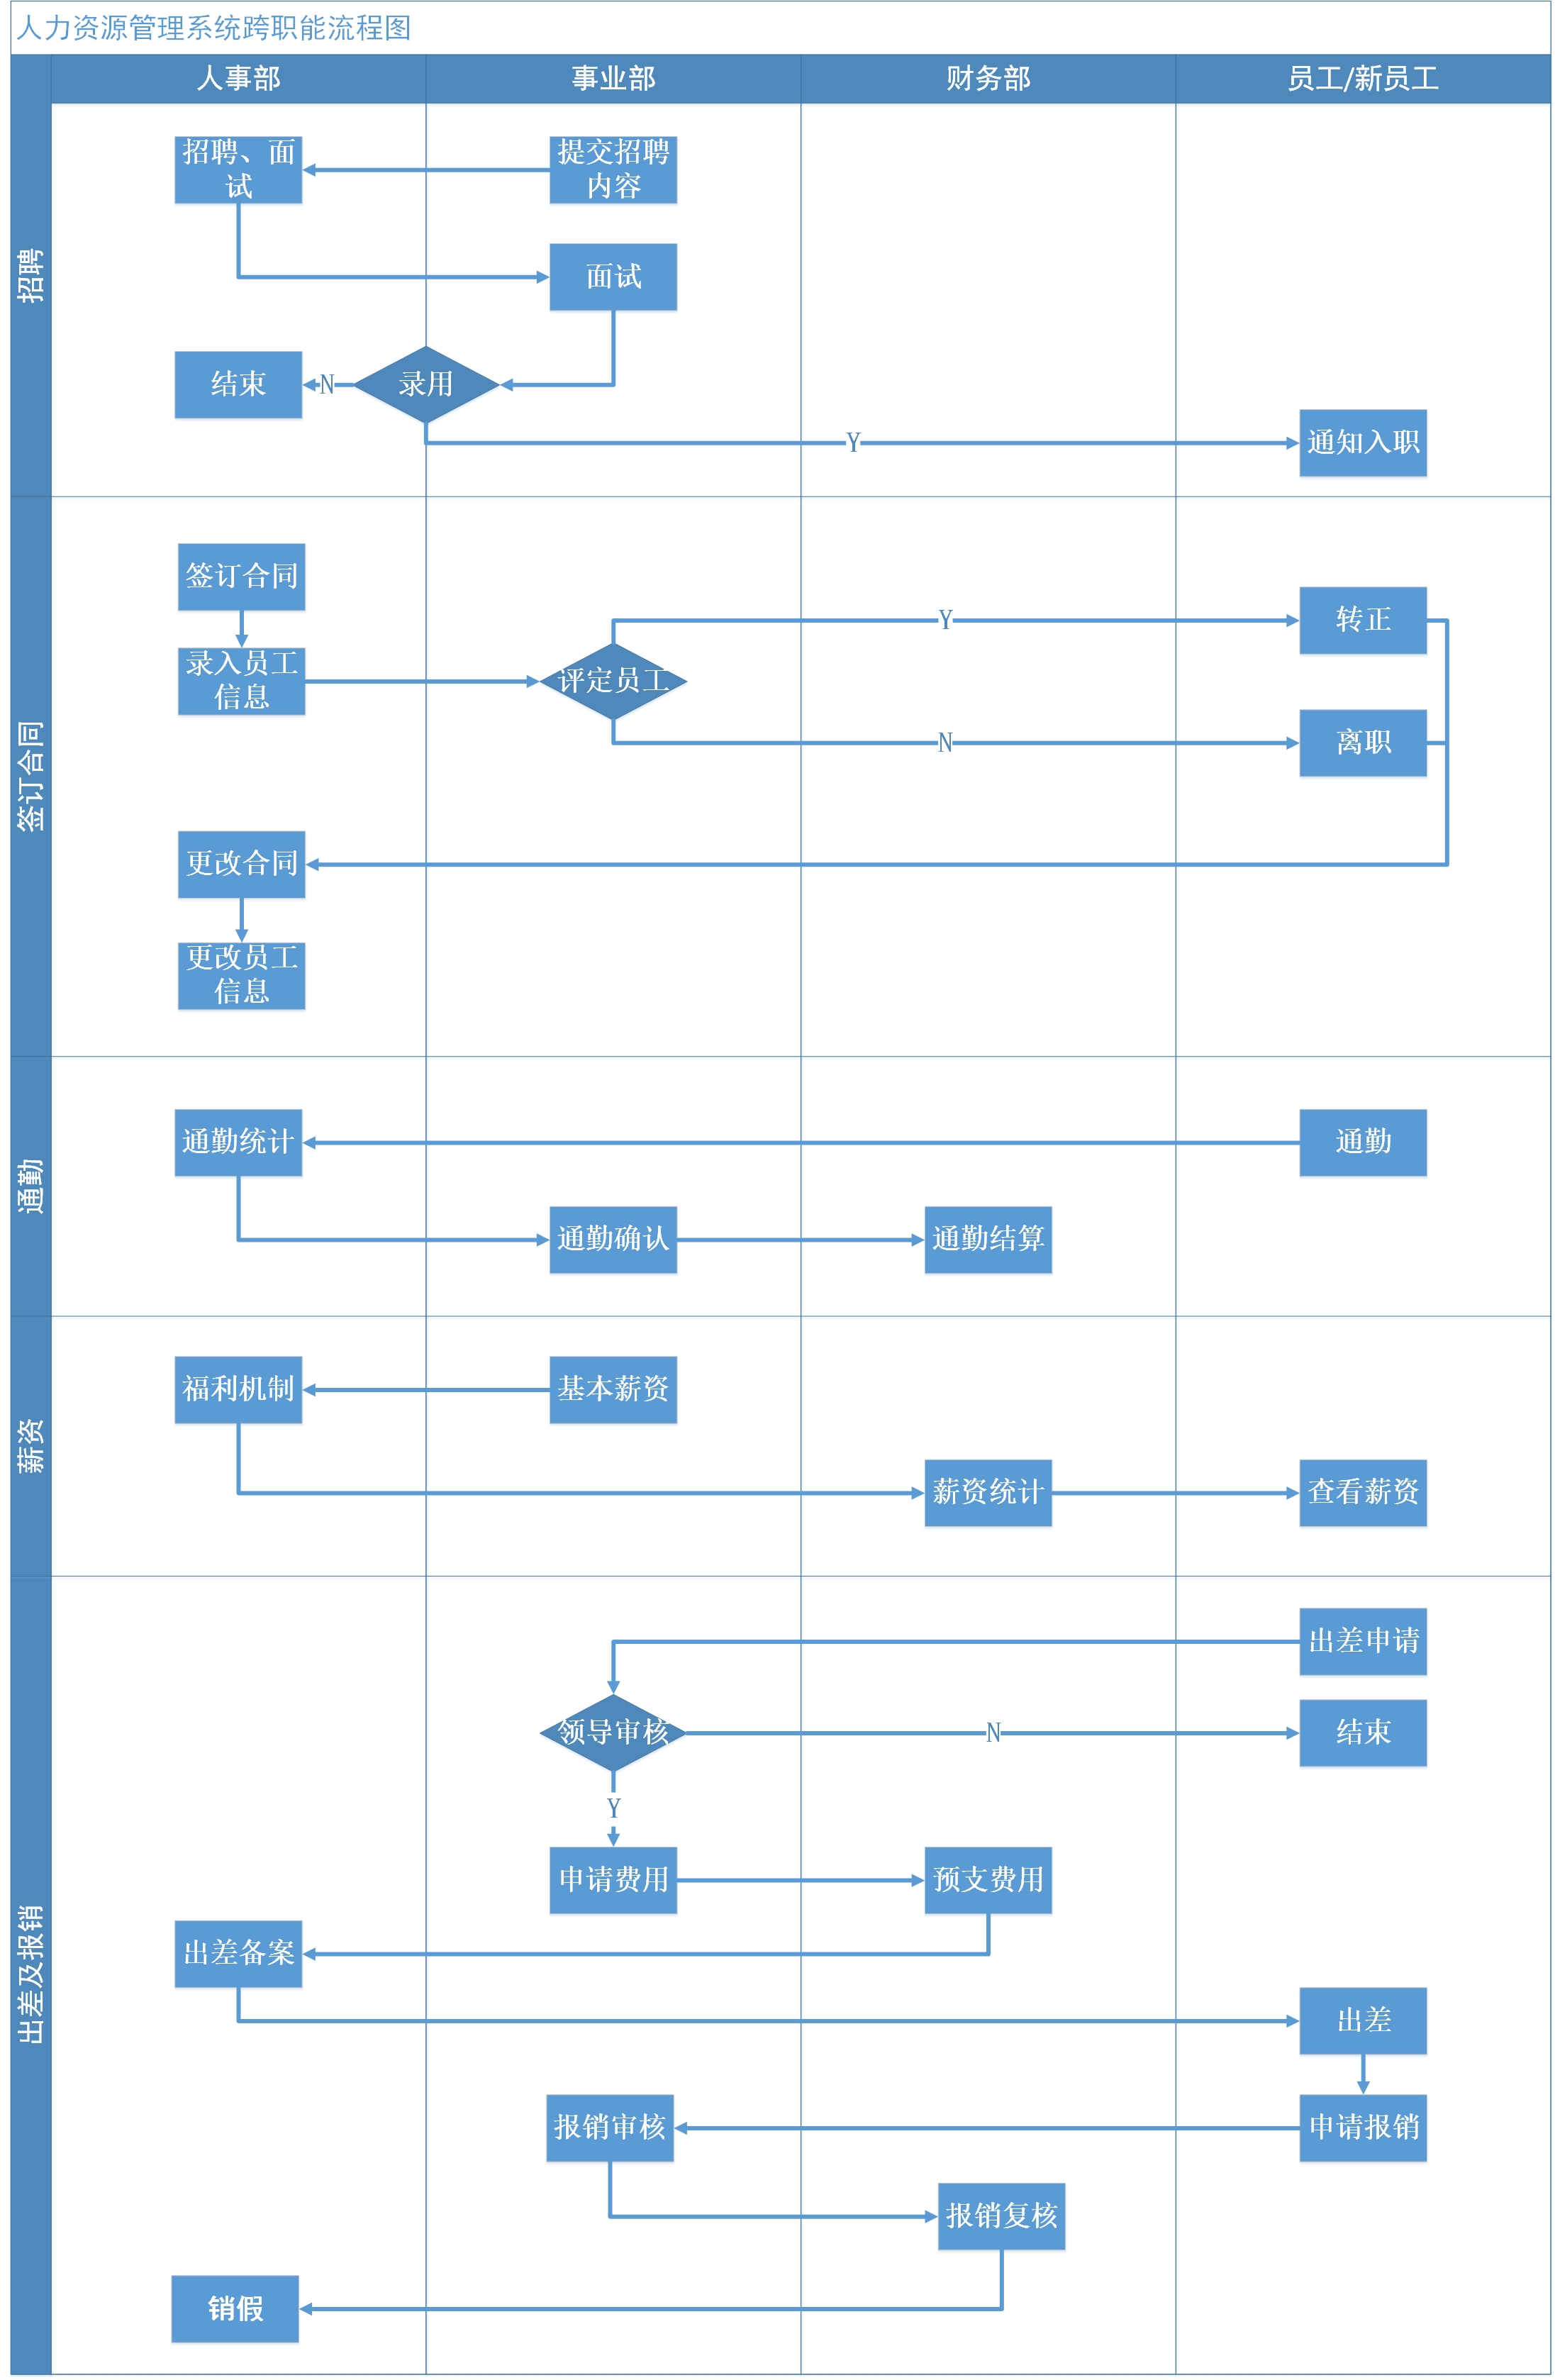 人力资源管理系统跨职能流程图
人事部
事业部
财务部
员工/新员工
招聘
招聘、面
试
提交招聘
内容
面试
结束
N
录用
Y
通知入职
签订合同
签订合同
录入员工
信息
评定员工
Y
转正
N
离职
更改合同
更改员工
信息
通勤
通勤统计
通勤
通勤确认
通勤结算
薪资
福利机制
基本薪资
薪资统计
查看薪资
出差及报销
出差申请
领导审核
N
结束
Y
申请费用
预支费用
出差备案
出差
报销审核
申请报销
报销复核
销假